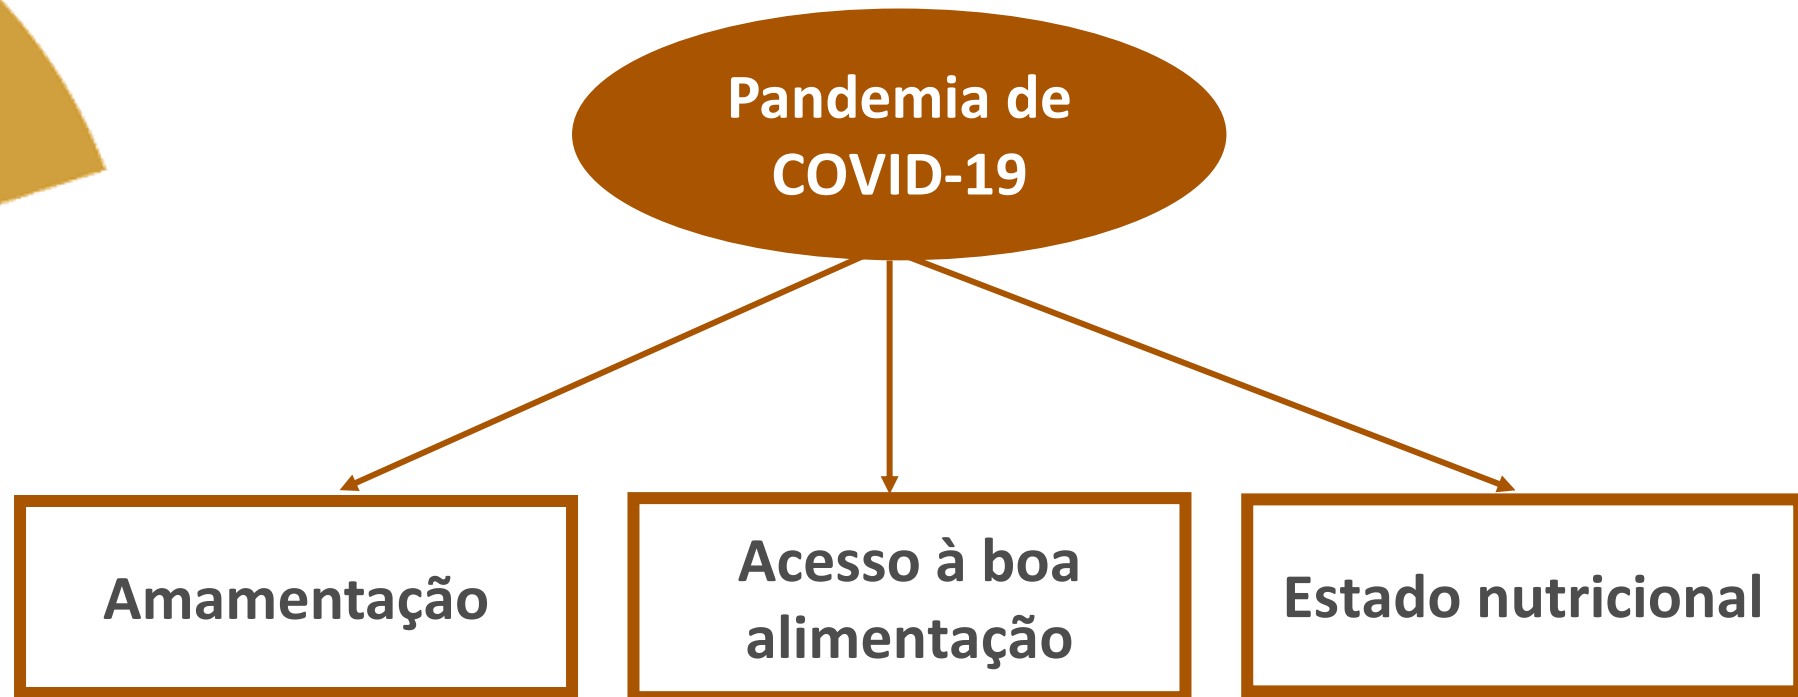 Pandemia de
COVID-19
Amamentação
Acesso à boa
alimentação
Estado nutricional